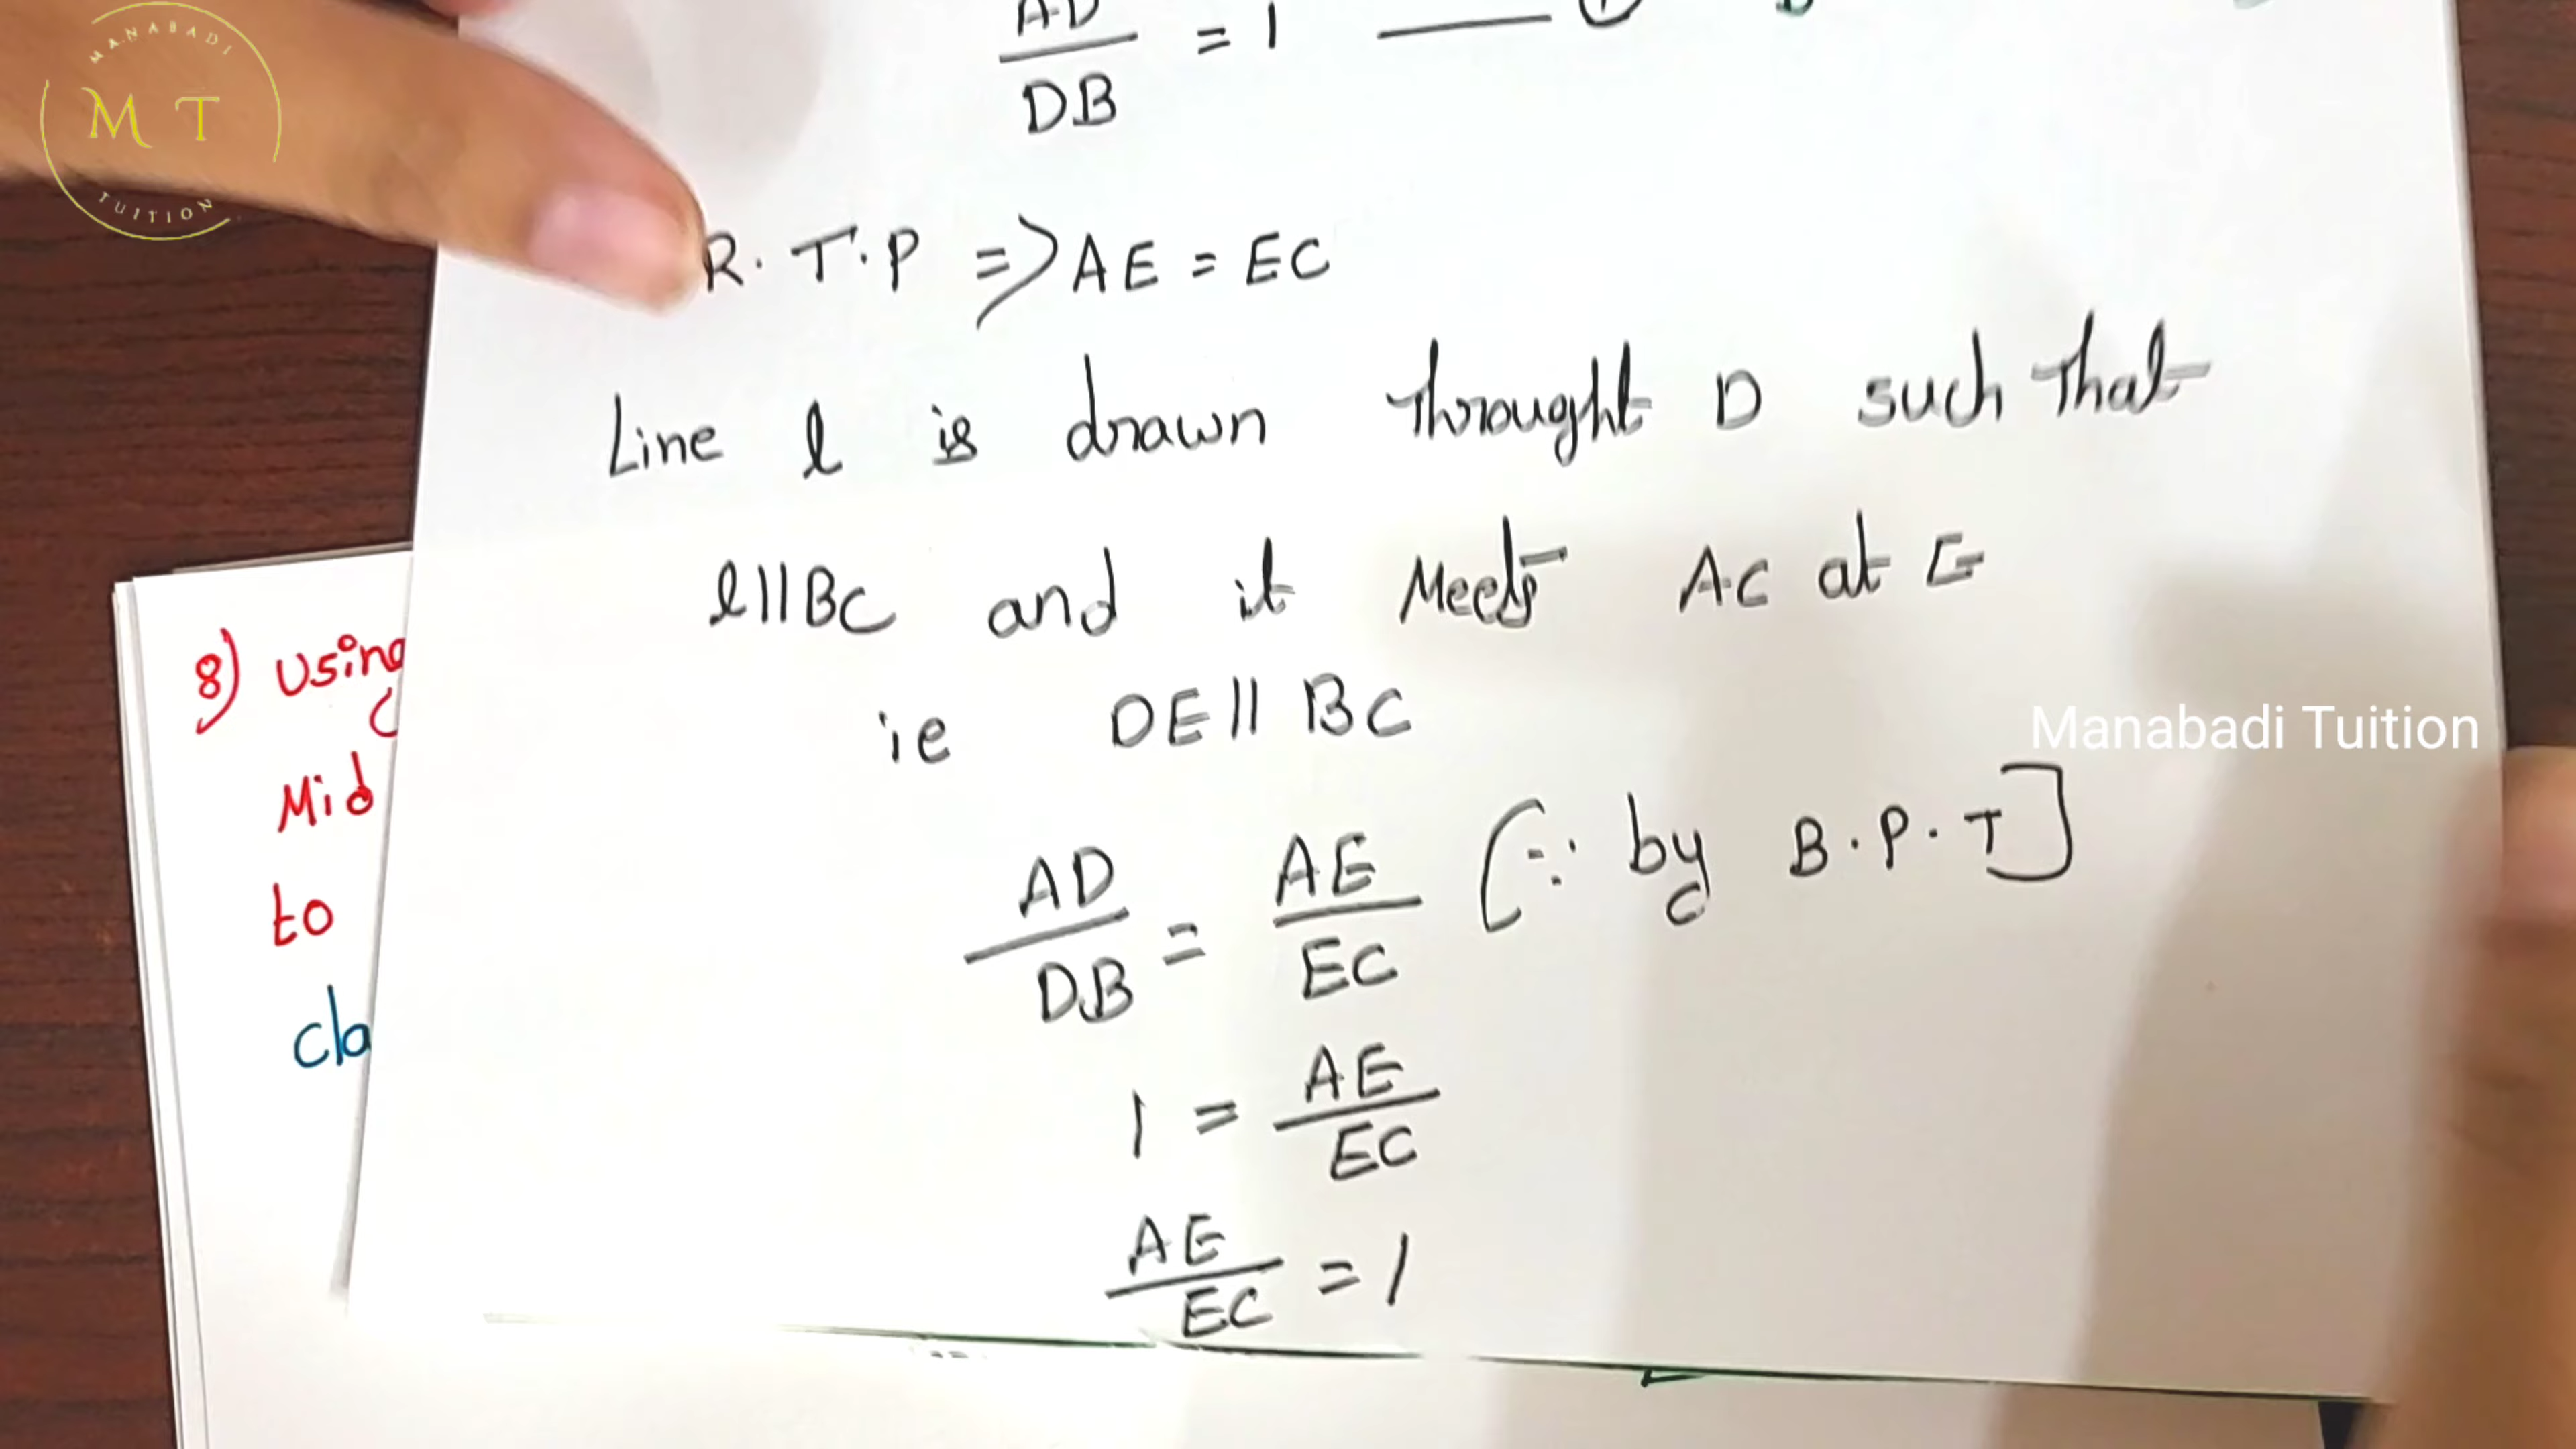 MANABADI
M T
TUITION
AD/DB = 1 —— ①
R.T.P => AE = EC
Line l is drawn throught D such that
l||BC and it Meets AC at E
ie DE || BC
AD/DB = AE/EC [∵ by B.P.T]
1 = AE/EC
AE/EC = 1
8) Using
Mid
to
Manabadi Tuition